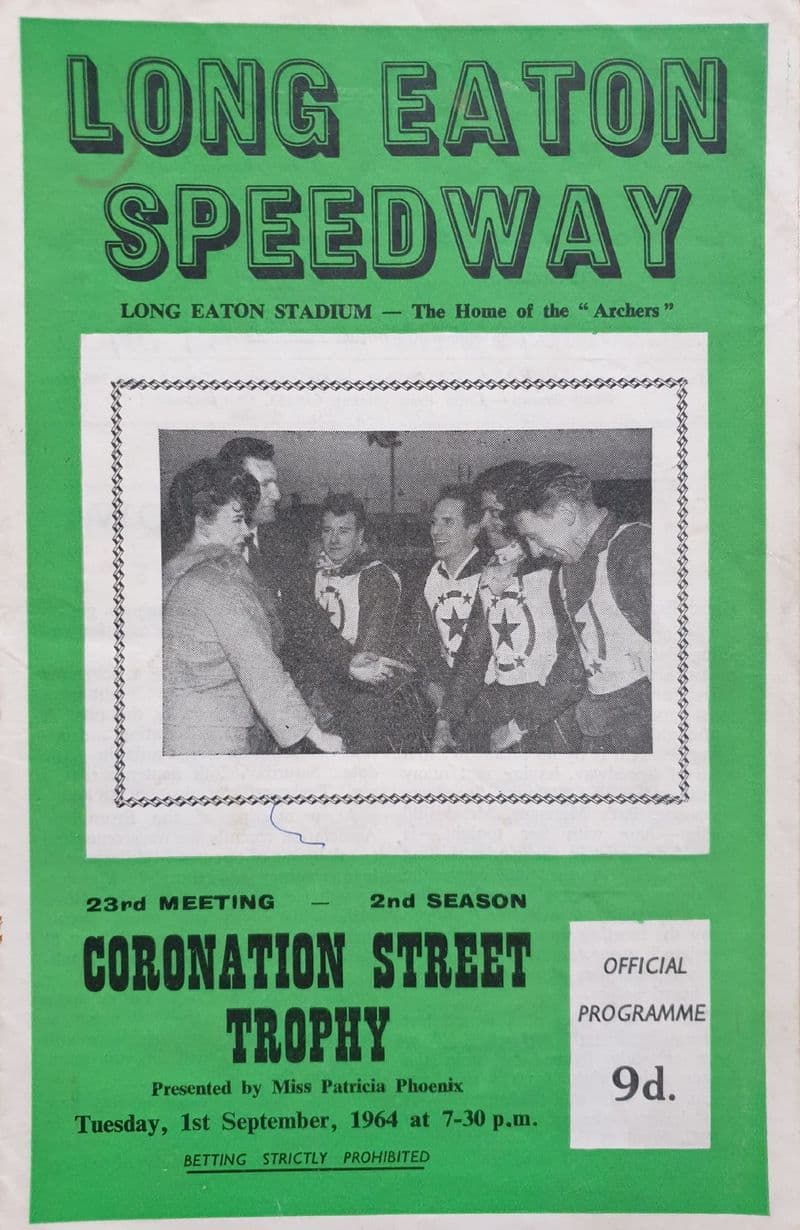 LONG EATON
SPEEDWAY
LONG EATON STADIUM — The Home of the “Archers”
23rd MEETING — 2nd SEASON
CORONATION STREET
TROPHY
Presented by Miss Patricia Phoenix
Tuesday, 1st September, 1964 at 7-30 p.m.
BETTING STRICTLY PROHIBITED
OFFICIAL
PROGRAMME
9d.